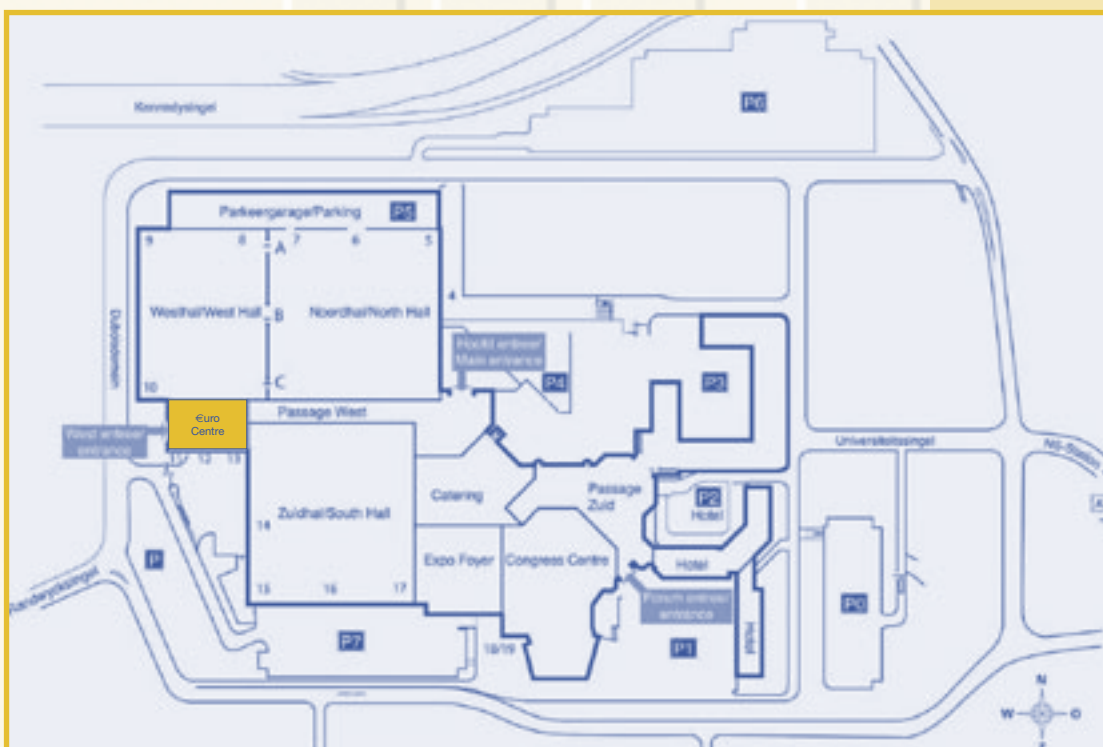 Kennedysingel
P6
Parkeergarage/Parking
P5
9
8
7
6
5
A
Westhal/West Hall
B
Noordhal/North Hall
4
Hoofd entree/
Main entrance
P4
P3
C
10
Passage West
€uro
Centre
West entree/
entrance
11
12
13
Universiteitssingel
NS-Station
Catering
Passage
Zuid
P2
Hotel
Zuidhal/South Hall
14
P
Expo Foyer
Congress Centre
Hotel
15
16
17
Forum entree/
entrance
P0
P7
18/19
P1
Hotel
N
W
O